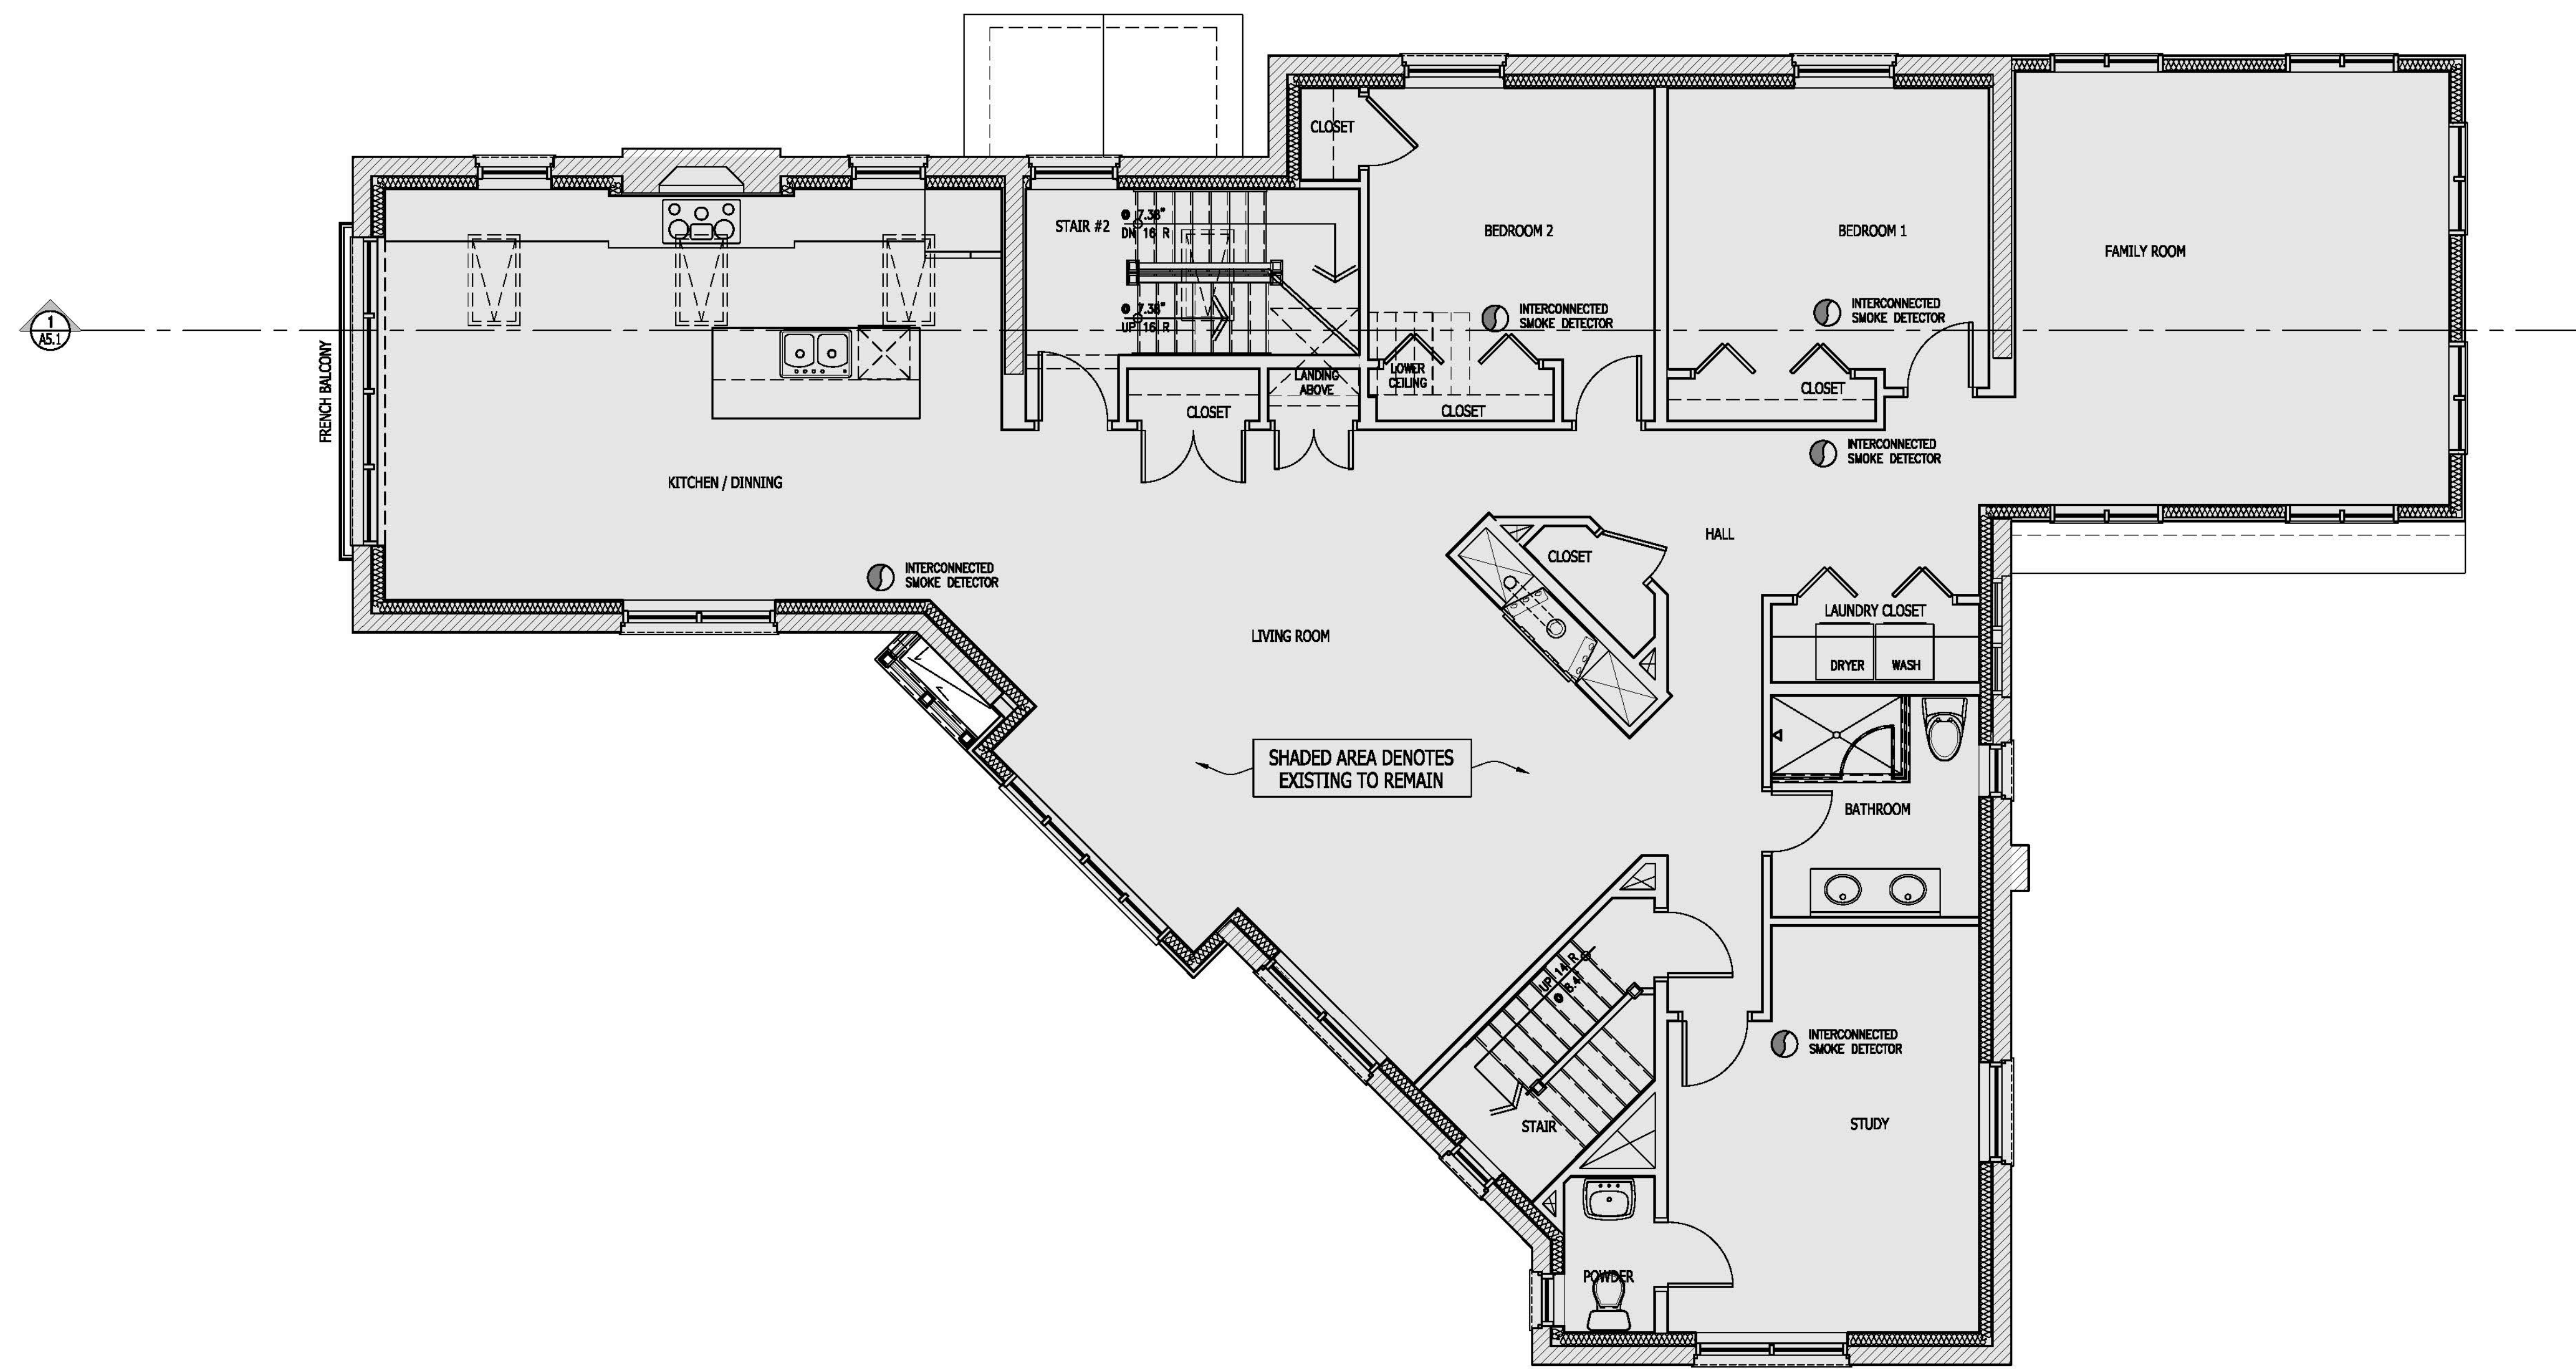 CLOSET
STAIR #2
@ 7.38"
DN 16 R
BEDROOM 2
BEDROOM 1
FAMILY ROOM
1
A5.1
@ 7.38"
UP 16 R
INTERCONNECTED
SMOKE DETECTOR
INTERCONNECTED
SMOKE DETECTOR
FRENCH BALCONY
LANDING
ABOVE
LOWER
CEILING
CLOSET
CLOSET
CLOSET
INTERCONNECTED
SMOKE DETECTOR
KITCHEN / DINNING
HALL
CLOSET
INTERCONNECTED
SMOKE DETECTOR
LAUNDRY CLOSET
LIVING ROOM
DRYER
WASH
SHADED AREA DENOTES
EXISTING TO REMAIN
BATHROOM
UP 14 R
@ 8.4"
INTERCONNECTED
SMOKE DETECTOR
STAIR
STUDY
POWDER